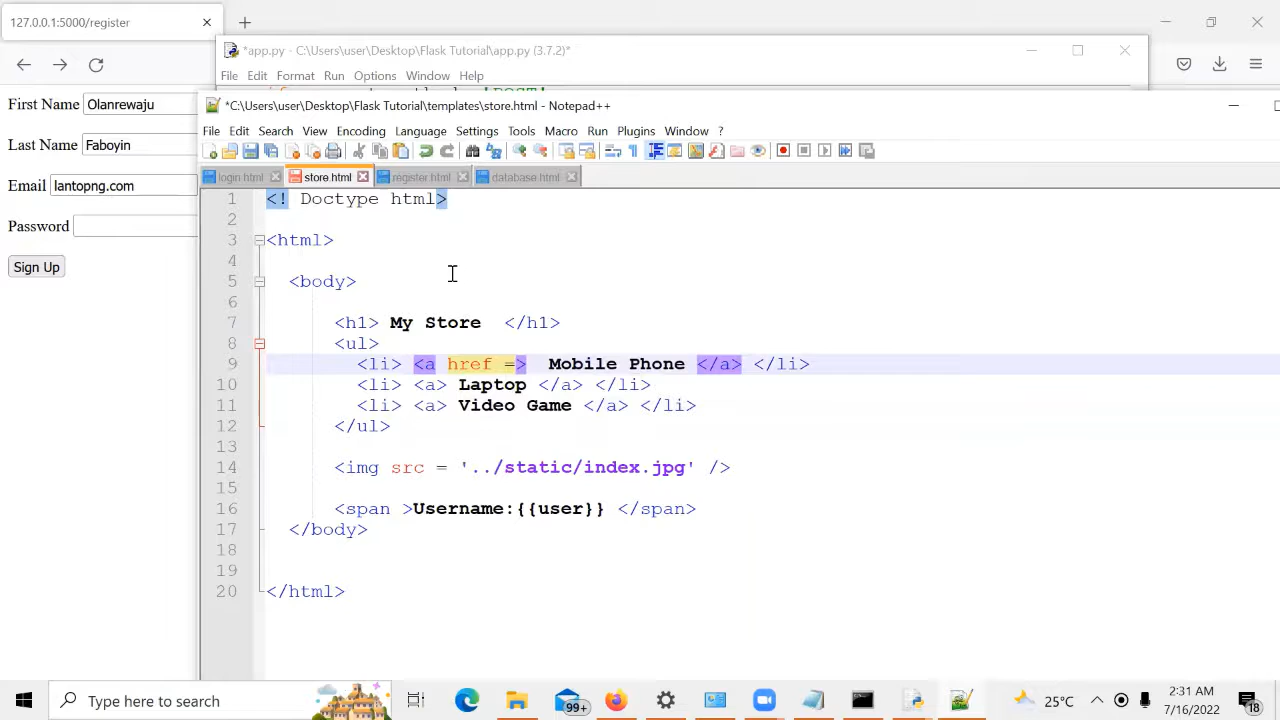 127.0.0.1:5000/register
*app.py - C:\Users\user\Desktop\Flask Tutorial\app.py (3.7.2)*
File Edit Format Run Options Window Help
First Name Olanrewaju
Last Name Faboyin
Email lantopng.com
Password
Sign Up
*C:\Users\user\Desktop\Flask Tutorial\templates\store.html - Notepad++
File Edit Search View Encoding Language Settings Tools Macro Run Plugins Window ?
login.html store.html register.html database.html
1 <! Doctype html>
2
3 <html>
4
5 <body>
6
7 <h1> My Store </h1>
8 <ul>
9 <li> <a href => Mobile Phone </a> </li>
10 <li> <a> Laptop </a> </li>
11 <li> <a> Video Game </a> </li>
12 </ul>
13
14 <img src = '../static/index.jpg' />
15
16 <span >Username:{{user}} </span>
17 </body>
18
19
20 </html>
Type here to search
99+
25°C
2:31 AM
7/16/2022
18